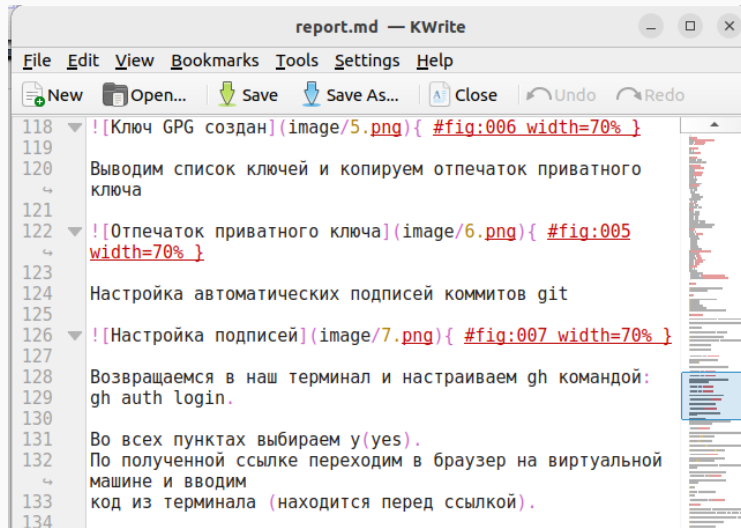 report.md — KWrite
File Edit View Bookmarks Tools Settings Help
New Open... Save Save As... Close Undo Redo
118 ![Ключ GPG создан](image/5.png){ #fig:006 width=70% }
119
120 Выводим список ключей и копируем отпечаток приватного
ключа
121
122 ![Отпечаток приватного ключа](image/6.png){ #fig:005
width=70% }
123
124 Настройка автоматических подписей коммитов git
125
126 ![Настройка подписей](image/7.png){ #fig:007 width=70% }
127
128 Возвращаемся в наш терминал и настраиваем gh командой:
129 gh auth login.
130
131 Во всех пунктах выбираем y(yes).
132 По полученной ссылке переходим в браузер на виртуальной
машине и вводим
133 код из терминала (находится перед ссылкой).
134